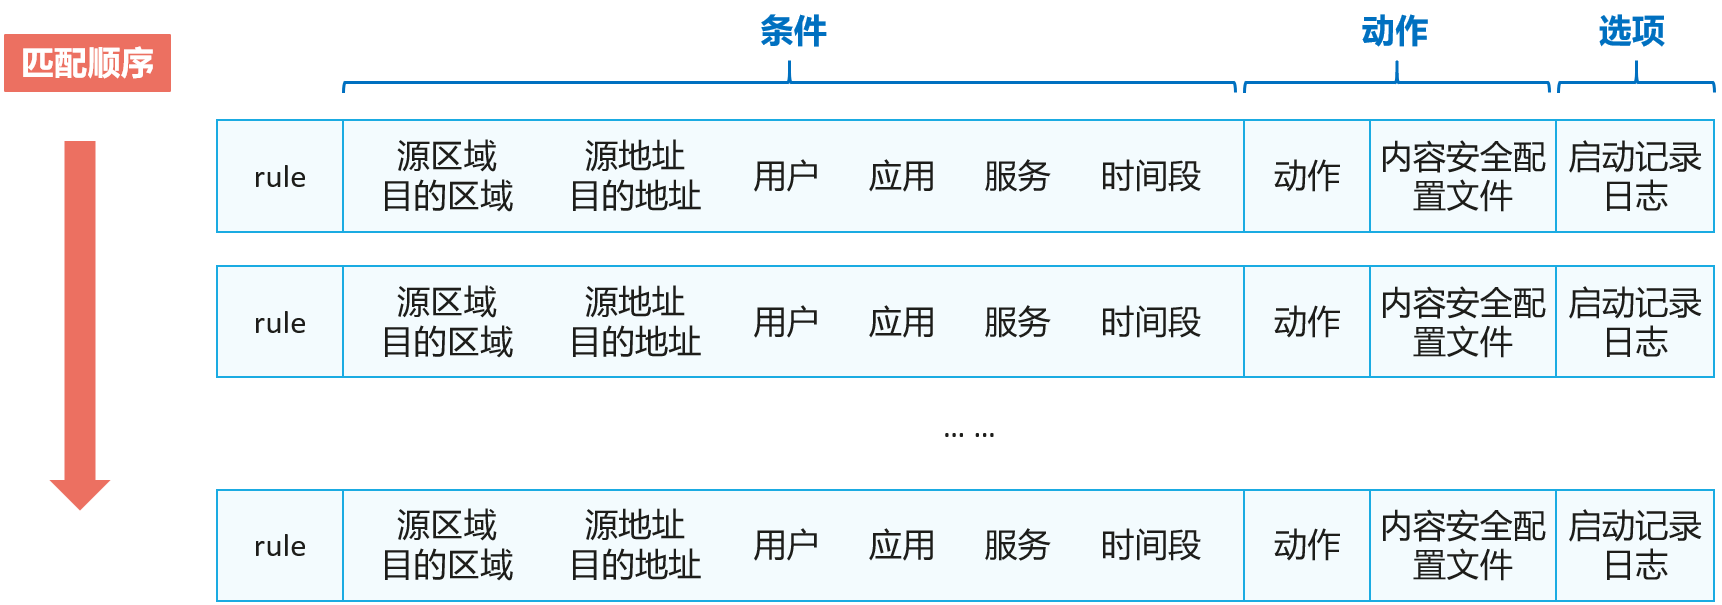 匹配顺序
条件
动作
选项
rule
源区域
目的区域
源地址
目的地址
用户
应用
服务
时间段
动作
内容安全配
置文件
启动记录
日志
rule
源区域
目的区域
源地址
目的地址
用户
应用
服务
时间段
动作
内容安全配
置文件
启动记录
日志
... ...
rule
源区域
目的区域
源地址
目的地址
用户
应用
服务
时间段
动作
内容安全配
置文件
启动记录
日志